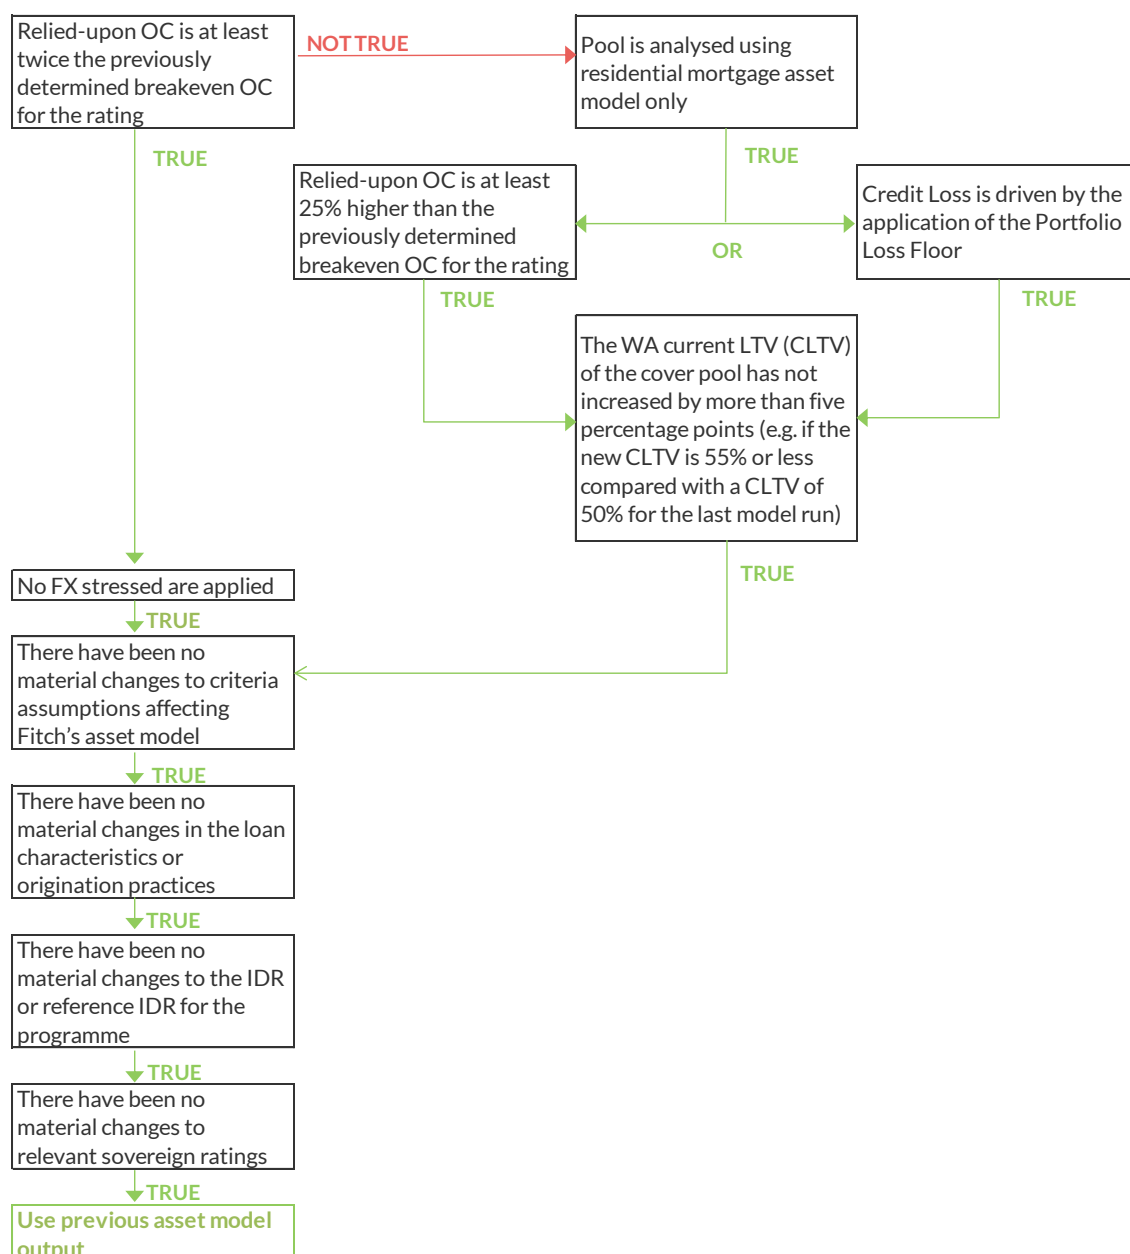 Relied-upon OC is at least
twice the previously
determined breakeven OC
for the rating
NOT TRUE
Pool is analysed using
residential mortgage asset
model only
TRUE
TRUE
Relied-upon OC is at least
25% higher than the
previously determined
breakeven OC for the rating
OR
Credit Loss is driven by the
application of the Portfolio
Loss Floor
TRUE
TRUE
The WA current LTV (CLTV)
of the cover pool has not
increased by more than five
percentage points (e.g. if the
new CLTV is 55% or less
compared with a CLTV of
50% for the last model run)
TRUE
No FX stressed are applied
TRUE
There have been no
material changes to criteria
assumptions affecting
Fitch's asset model
TRUE
There have been no
material changes in the loan
characteristics or
origination practices
TRUE
There have been no
material changes to the IDR
or reference IDR for the
programme
TRUE
There have been no
material changes to
relevant sovereign ratings
TRUE
Use previous asset model
output